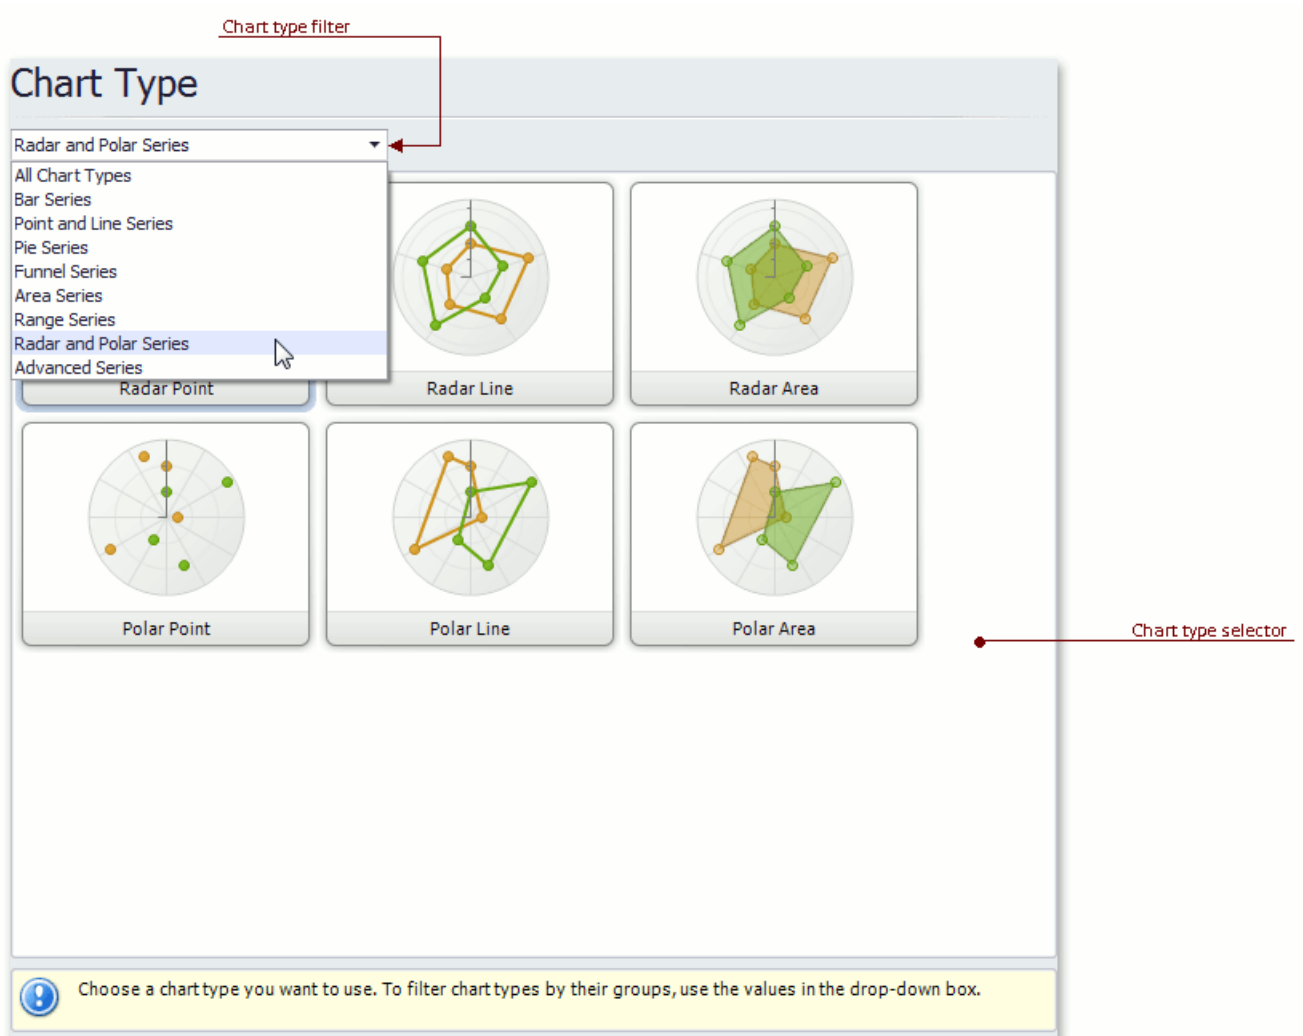 Chart type filter
Chart Type
Radar and Polar Series
All Chart Types
Bar Series
Point and Line Series
Pie Series
Funnel Series
Area Series
Range Series
Radar and Polar Series
Advanced Series
Radar Point
Radar Line
Radar Area
Polar Point
Polar Line
Polar Area
Chart type selector
Choose a chart type you want to use. To filter chart types by their groups, use the values in the drop-down box.